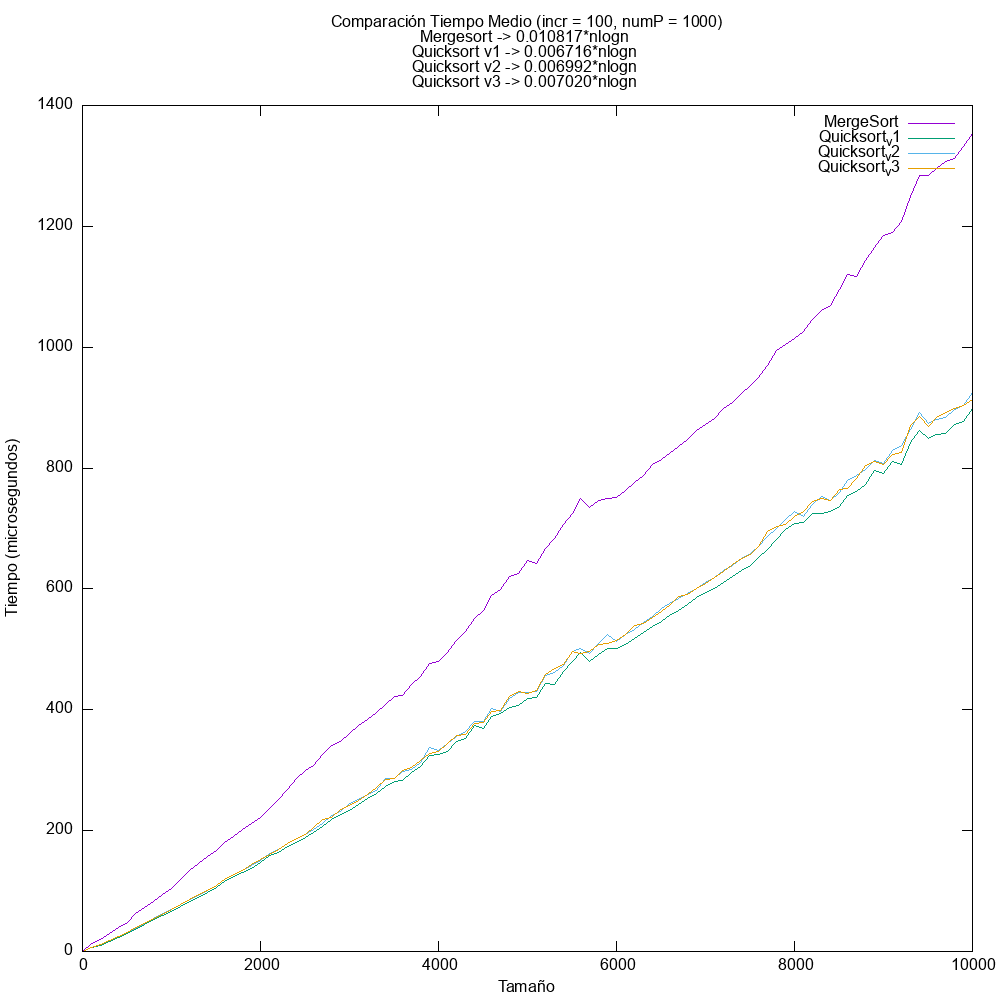 Comparación Tiempo Medio (incr = 100, numP = 1000)
Mergesort -> 0.010817*nlogn
Quicksort v1 -> 0.006716*nlogn
Quicksort v2 -> 0.006992*nlogn
Quicksort v3 -> 0.007020*nlogn
1400
1200
1000
800
600
400
200
0
Tiempo (microsegundos)
MergeSort
Quicksortv1
Quicksortv2
Quicksortv3
0 2000 4000 6000 8000 10000
Tamaño